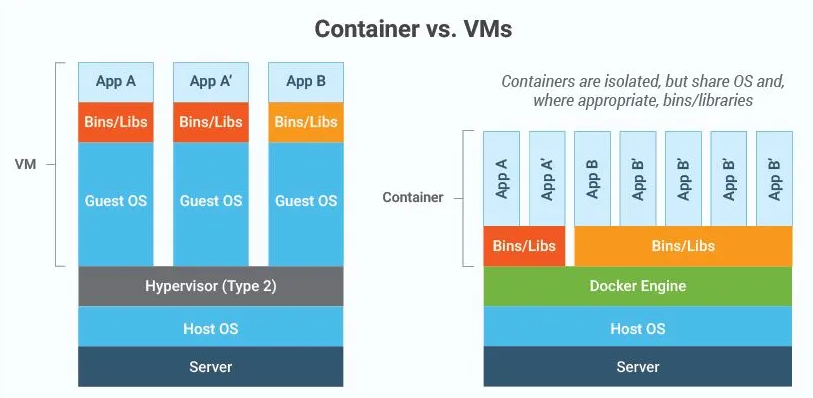 Container vs. VMs
App A
App A′
App B
Bins/Libs
Bins/Libs
Bins/Libs
VM
Guest OS
Guest OS
Guest OS
Hypervisor (Type 2)
Host OS
Server
Containers are isolated, but share OS and,
where appropriate, bins/libraries
Container
App A
App A′
App B
App B′
App B′
App B′
App B′
Bins/Libs
Bins/Libs
Docker Engine
Host OS
Server